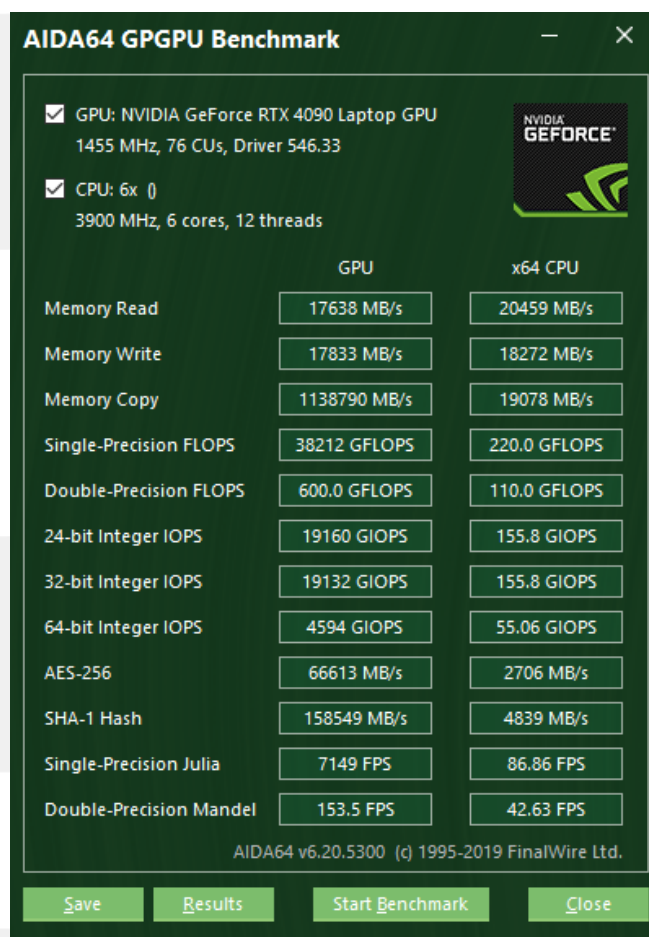 AIDA64 GPGPU Benchmark
GPU: NVIDIA GeForce RTX 4090 Laptop GPU
1455 MHz, 76 CUs, Driver 546.33
NVIDIA
GEFORCE
CPU: 6x ()
3900 MHz, 6 cores, 12 threads
GPU x64 CPU
Memory Read 17638 MB/s 20459 MB/s
Memory Write 17833 MB/s 18272 MB/s
Memory Copy 1138790 MB/s 19078 MB/s
Single-Precision FLOPS 38212 GFLOPS 220.0 GFLOPS
Double-Precision FLOPS 600.0 GFLOPS 110.0 GFLOPS
24-bit Integer IOPS 19160 GIOPS 155.8 GIOPS
32-bit Integer IOPS 19132 GIOPS 155.8 GIOPS
64-bit Integer IOPS 4594 GIOPS 55.06 GIOPS
AES-256 66613 MB/s 2706 MB/s
SHA-1 Hash 158549 MB/s 4839 MB/s
Single-Precision Julia 7149 FPS 86.86 FPS
Double-Precision Mandel 153.5 FPS 42.63 FPS
AIDA64 v6.20.5300 (c) 1995-2019 FinalWire Ltd.
Save Results Start Benchmark Close